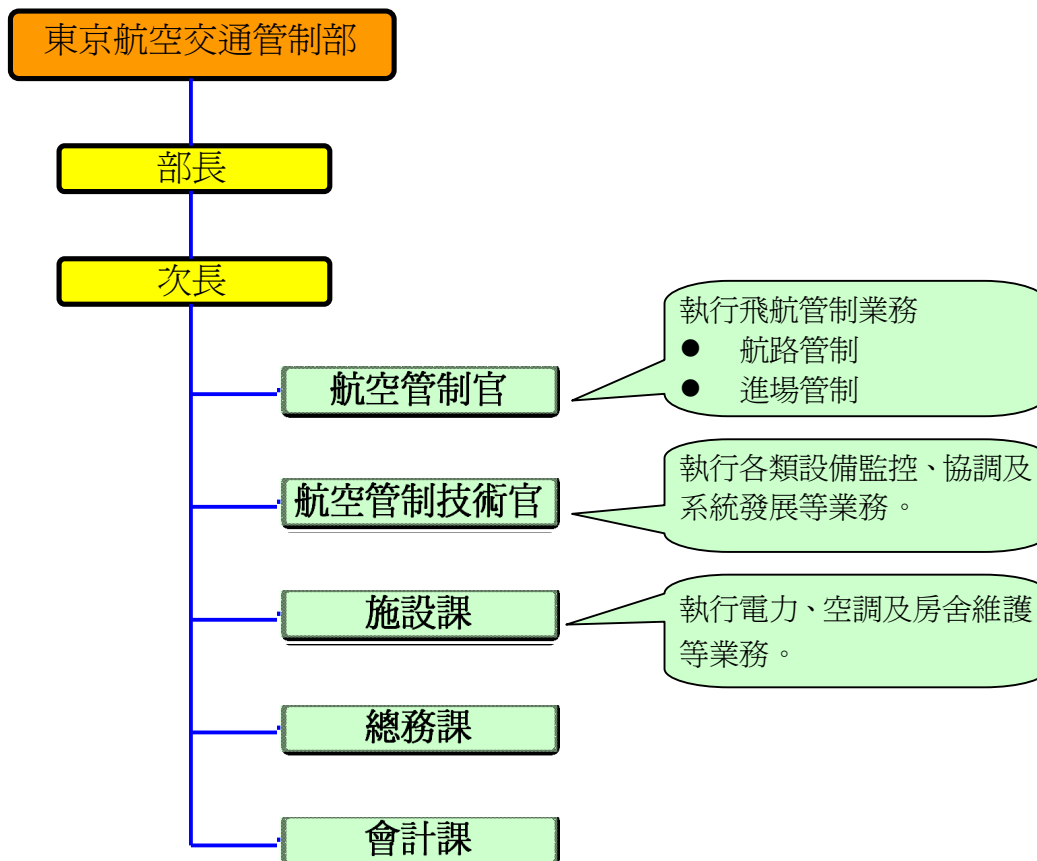 東京航空交通管制部
部長
次長
航空管制官
執行飛航管制業務
● 航路管制
● 進場管制
航空管制技術官
執行各類設備監控、協調及
系統發展等業務。
施設課
執行電力、空調及房舍維護
等業務。
總務課
會計課